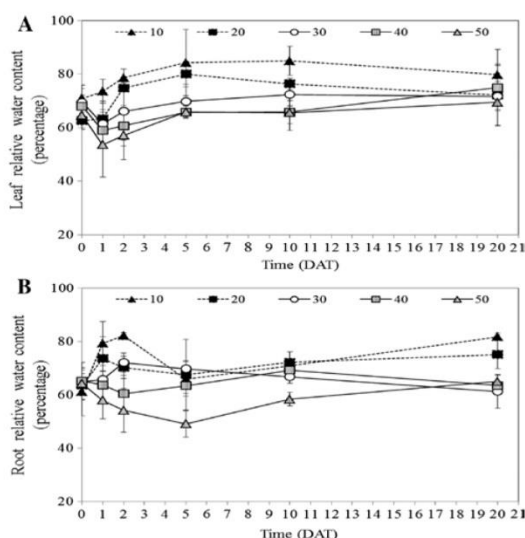 A
10 20 30 40 50
100
80
60
40
20
Leaf relative water content
(percentage)
0 1 2 3 4 5 6 7 8 9 10 11 12 13 14 15 16 17 18 19 20 21
Time (DAT)
B
10 20 30 40 50
100
80
60
40
20
Root relative water content
(percentage)
0 1 2 3 4 5 6 7 8 9 10 11 12 13 14 15 16 17 18 19 20 21
Time (DAT)